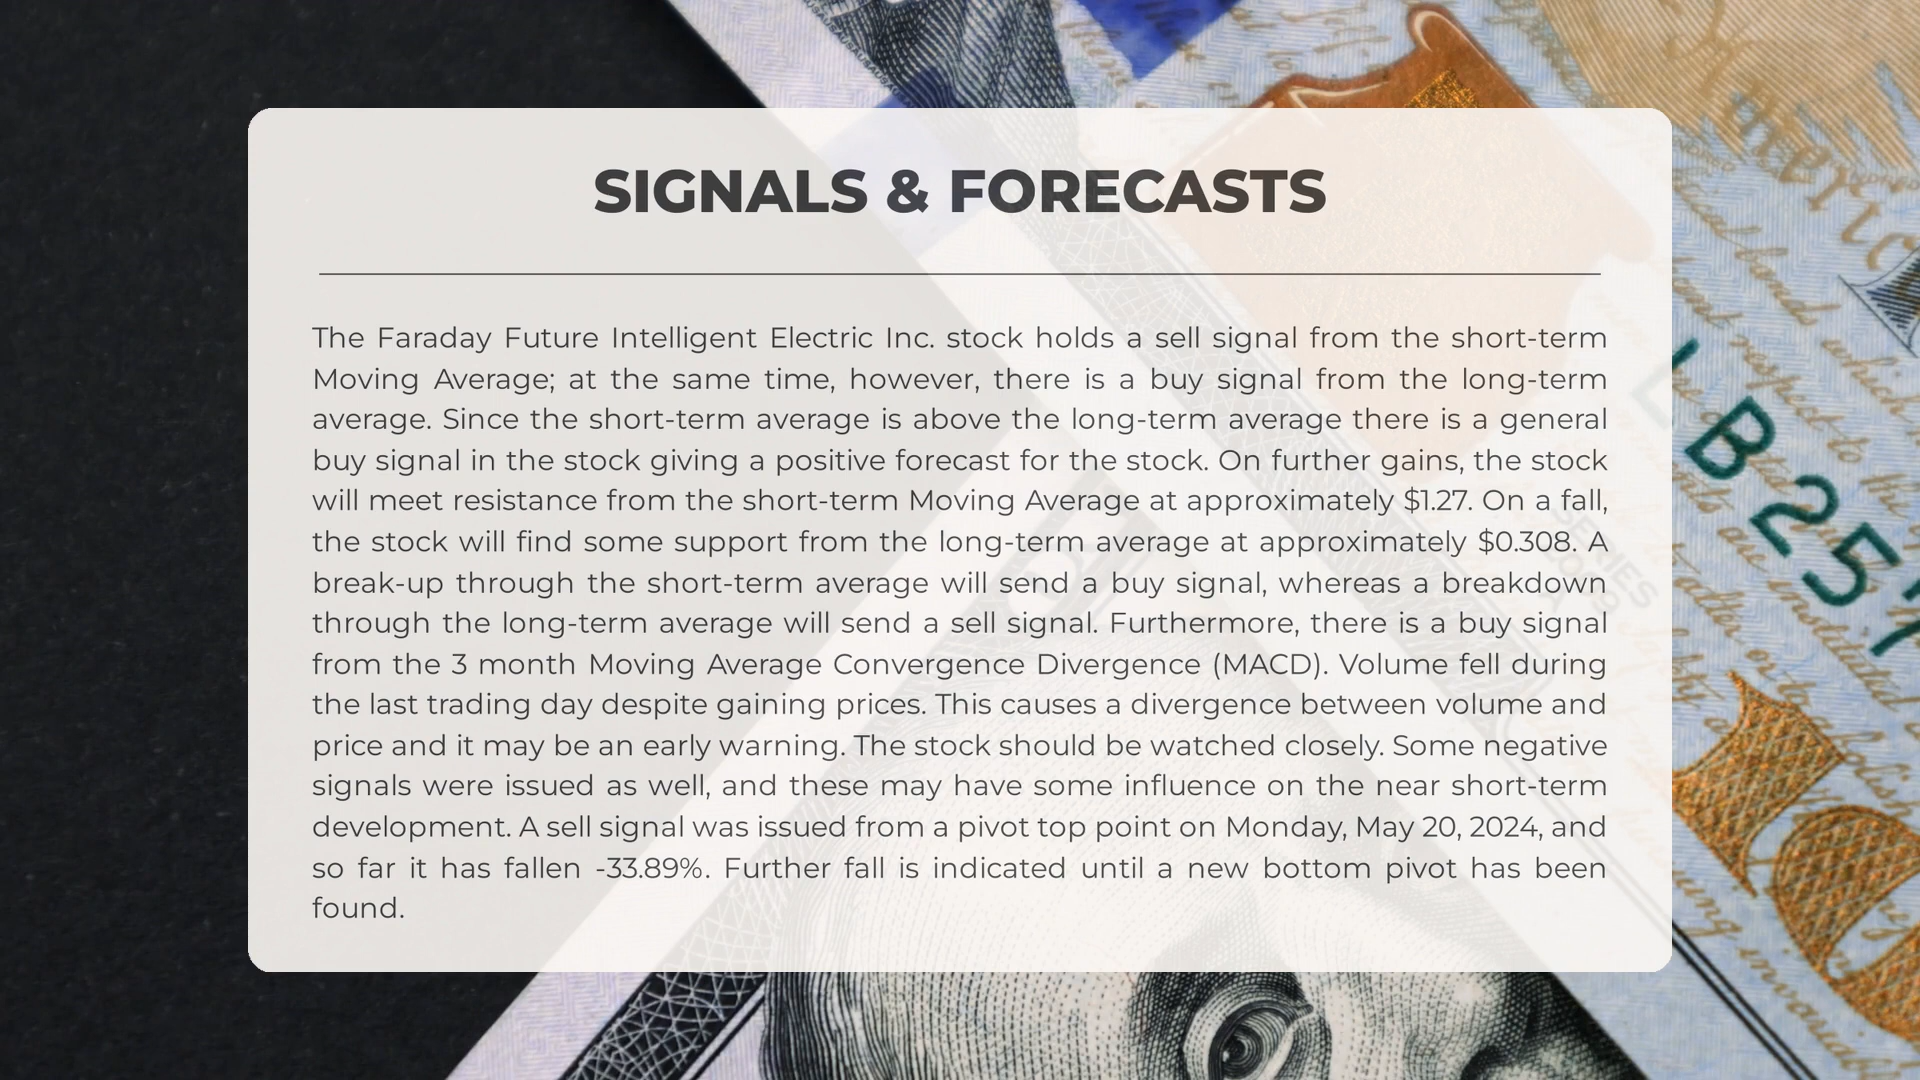 SIGNALS & FORECASTS
The Faraday Future Intelligent Electric Inc. stock holds a sell signal from the short-term
Moving Average; at the same time, however, there is a buy signal from the long-term
average. Since the short-term average is above the long-term average there is a general
buy signal in the stock giving a positive forecast for the stock. On further gains, the stock
will meet resistance from the short-term Moving Average at approximately $1.27. On a fall,
the stock will find some support from the long-term average at approximately $0.308. A
break-up through the short-term average will send a buy signal, whereas a breakdown
through the long-term average will send a sell signal. Furthermore, there is a buy signal
from the 3 month Moving Average Convergence Divergence (MACD). Volume fell during
the last trading day despite gaining prices. This causes a divergence between volume and
price and it may be an early warning. The stock should be watched closely. Some negative
signals were issued as well, and these may have some influence on the near short-term
development. A sell signal was issued from a pivot top point on Monday, May 20, 2024, and
so far it has fallen -33.89%. Further fall is indicated until a new bottom pivot has been
found.
LB25